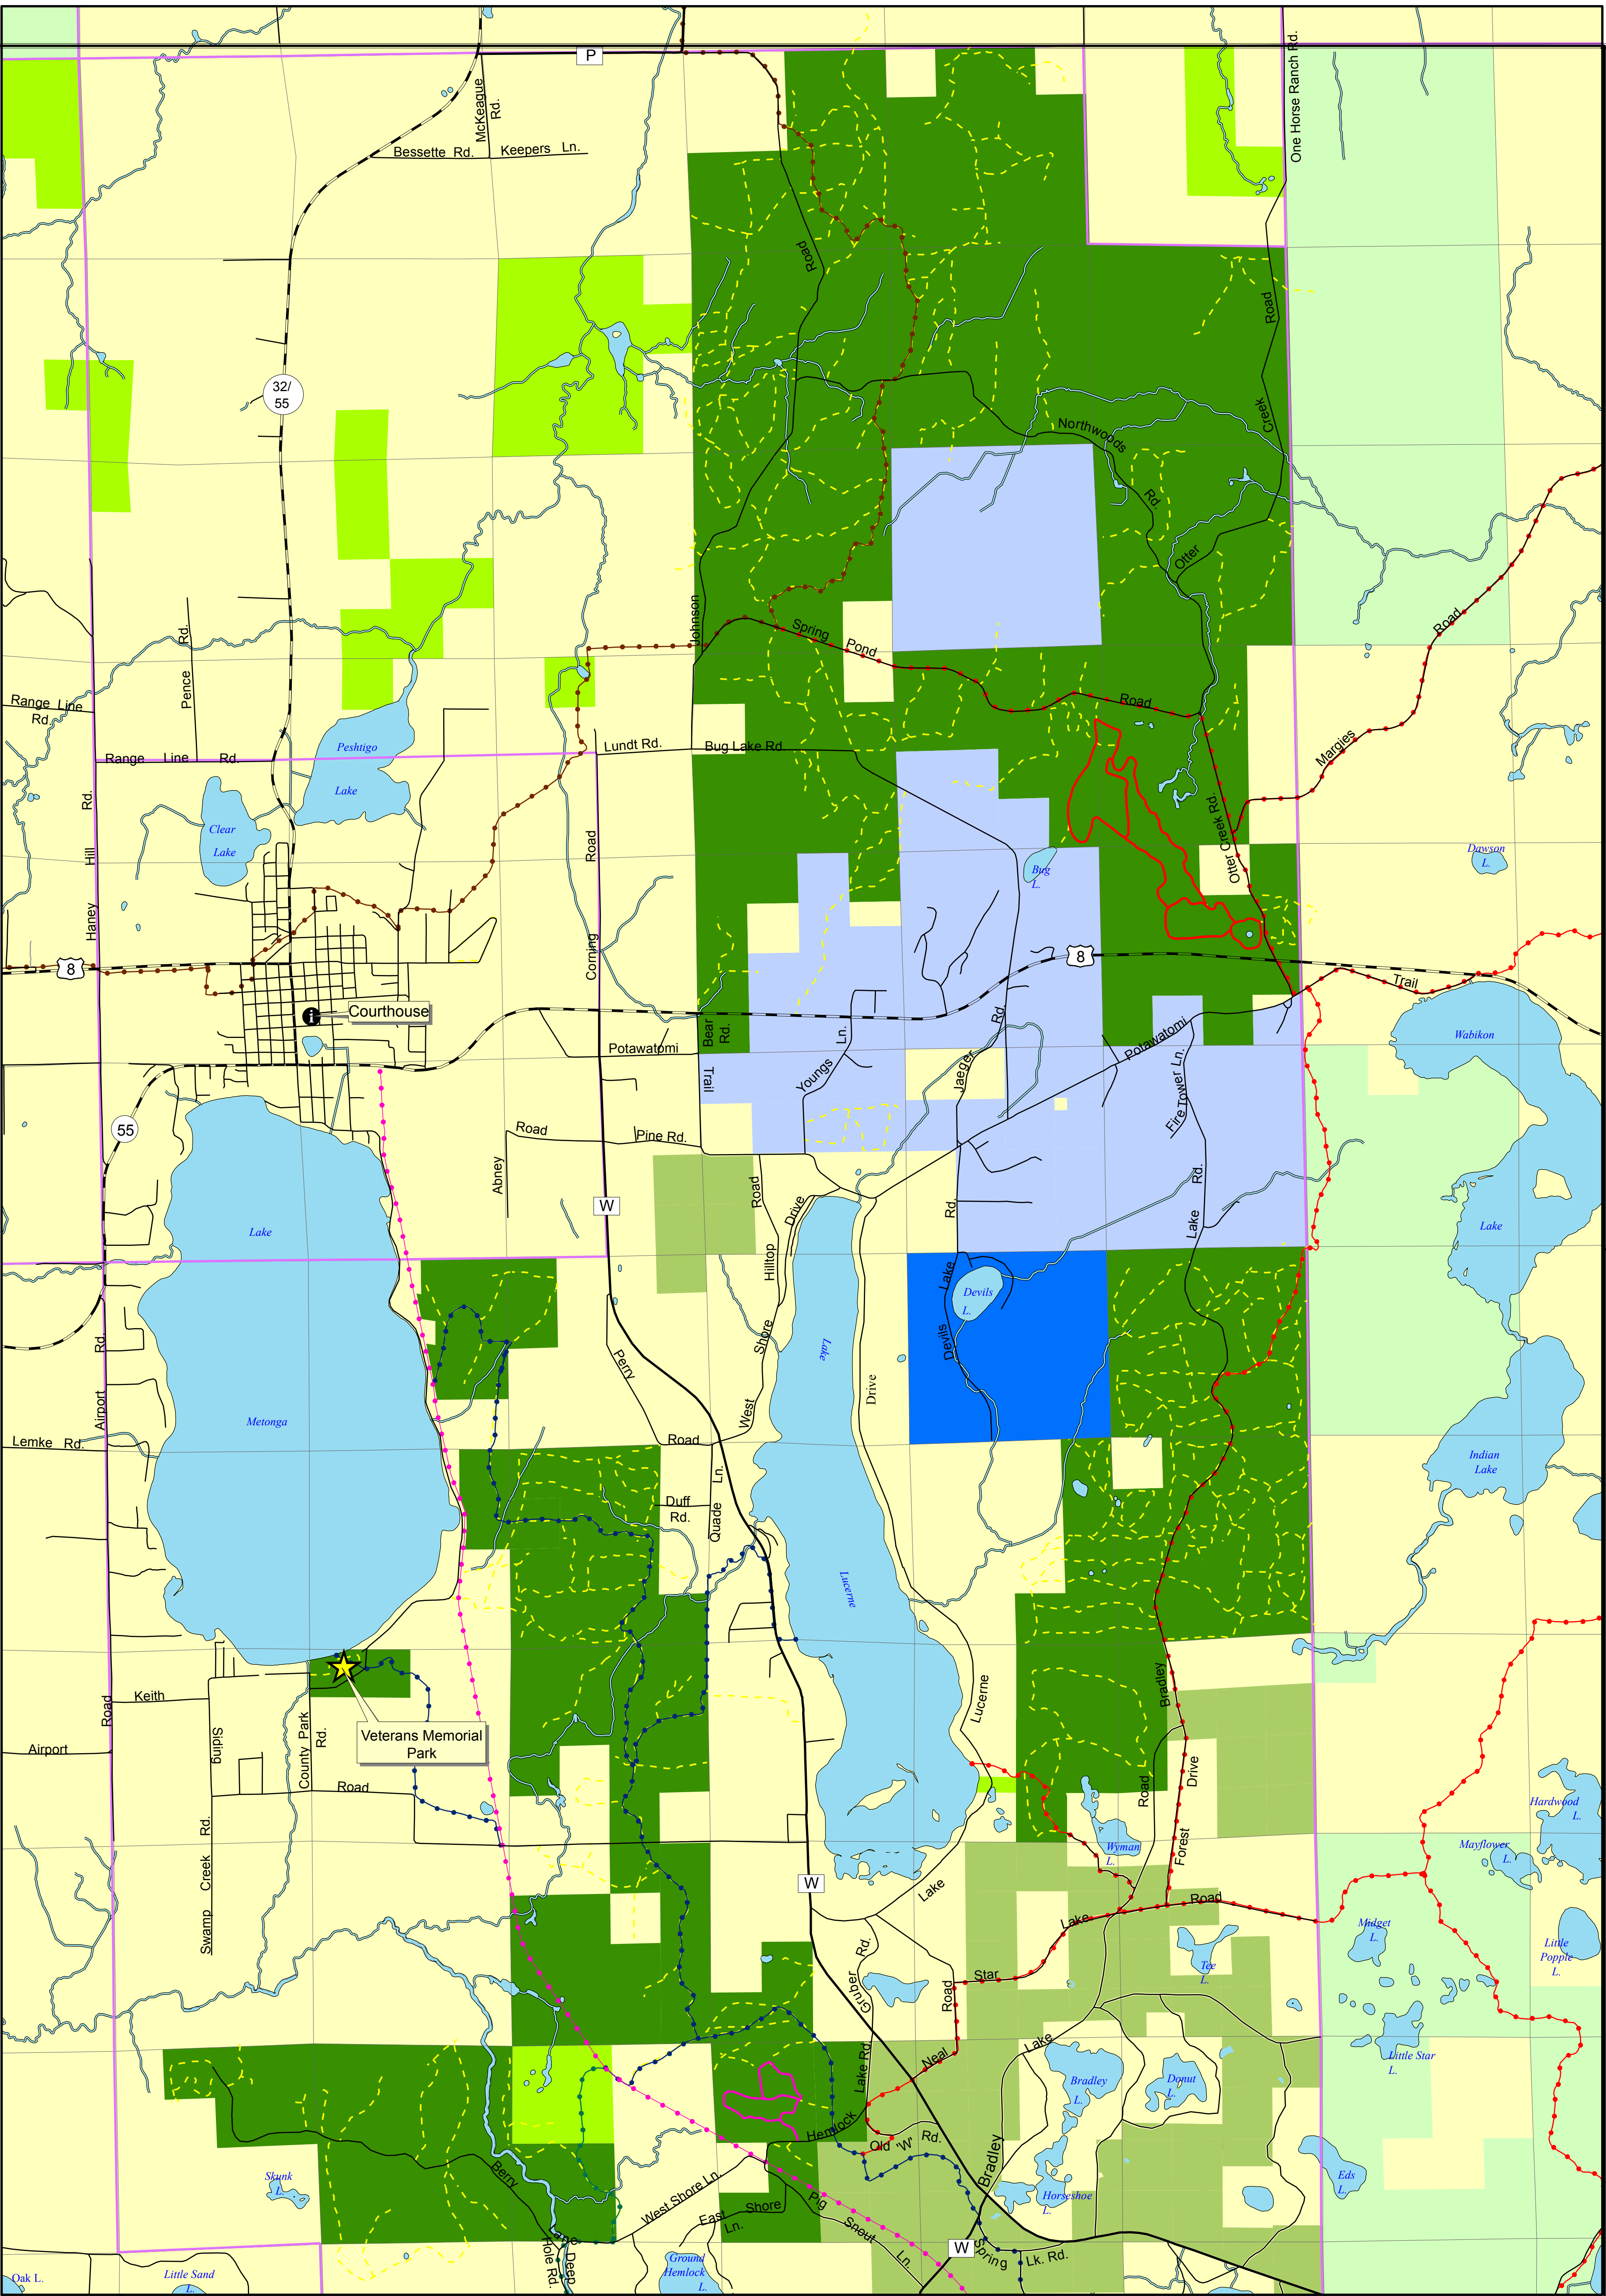 P
McKeague
Rd.
One Horse Ranch Rd.
Bessette Rd.
Keepers Ln.
Road
Road
32/
55
Creek
Northwoods
Rd.
Otter
Johnson
Spring
Pond
Road
Road
Pence Rd.
Range Line
Rd.
Peshtigo
Lake
Range Line Rd.
Lundt Rd.
Bug Lake Rd.
Margies
Haney Hill Rd.
Clear
Lake
Corning Road
Otter Creek Rd.
Bug
L.
Dawson
L.
8
8
Trail
Courthouse
Wabikon
Lake
Potawatomi
Bear
Rd.
Trail
Youngs
Ln.
Jaeger
Rd.
Potawatomi
Fire Tower Ln.
55
Road
Pine Rd.
Abney
W
Road
Hilltop
Drive
Rd.
Lake Rd.
Lake
Metonga
Devils
L.
Devils
Lake
Lake
Lucerne
Shore
West
Drive
Perry
Road
Airport
Rd.
Lemke Rd.
Indian
Lake
Duff
Rd.
Quade
Ln.
Keith
Road
Airport
Siding
County Park
Rd.
Road
Veterans Memorial
Park
Lucerne
Bradley
Road
Drive
Forest
Hardwood
L.
Mayflower
L.
Wyman
L.
Swamp Creek Rd.
W
Lake
Lake
Road
Midget
L.
Little
Popple
L.
Tee
L.
Gruber
Rd.
Road
Star
Neal
Lake
Lake Rd.
Little Star
L.
Bradley
L.
Donut
L.
Hemlock
Old 'W' Rd.
Bradley
Skunk
L.
Berry
Lane
West Shore Ln.
East Shore
Ln.
Pig
Snout
Ln.
Horseshoe
L.
Eds
L.
W
Spring
Lk. Rd.
Deep
Hole Rd.
Oak L.
Little Sand
L.
Ground
Hemlock
L.